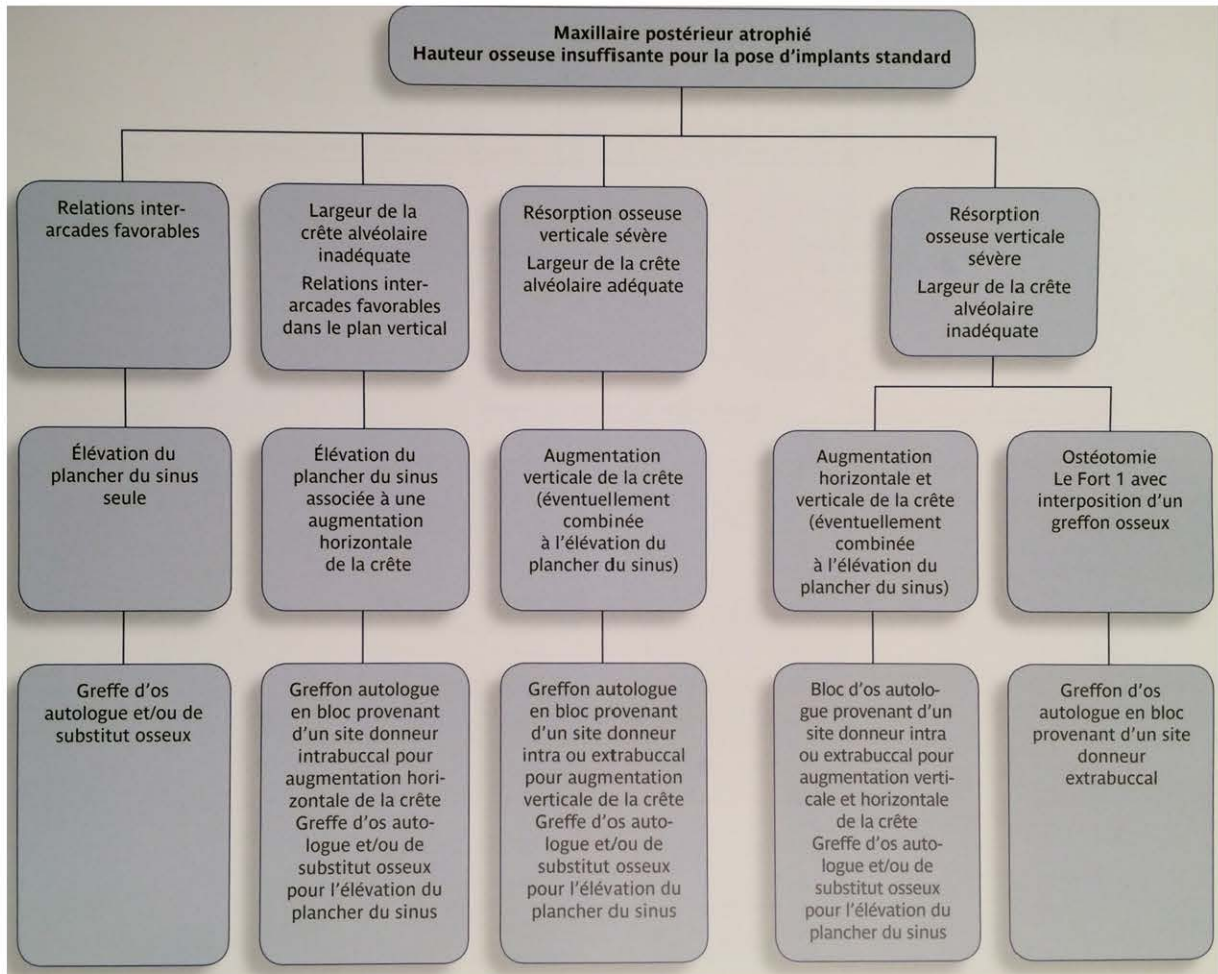 Maxillaire postérieur atrophié
Hauteur osseuse insuffisante pour la pose d'implants standard
Relations inter-
arcades favorables
Largeur de la
crête alvéolaire
inadéquate
Relations inter-
arcades favorables
dans le plan vertical
Résorption osseuse
verticale sévère
Largeur de la crête
alvéolaire adéquate
Résorption
osseuse verticale
sévère
Largeur de la crête
alvéolaire
inadéquate
Élévation du
plancher du sinus
seule
Élévation du
plancher du sinus
associée à une
augmentation
horizontale
de la crête
Augmentation
verticale de la crête
(éventuellement
combinée
à l'élévation du
plancher du sinus)
Augmentation
horizontale et
verticale de la crête
(éventuellement
combinée
à l'élévation du
plancher du sinus)
Ostéotomie
Le Fort 1 avec
interposition d'un
greffon osseux
Greffe d'os
autologue et/ou de
substitut osseux
Greffon autologue
en bloc provenant
d'un site donneur
intrabuccal pour
augmentation hori-
zontale de la crête
Greffe d'os auto-
logue et/ou de
substitut osseux
pour l'élévation du
plancher du sinus
Greffon autologue
en bloc provenant
d'un site donneur
intra ou extrabuccal
pour augmentation
verticale de la crête
Greffe d'os auto-
logue et/ou de
substitut osseux
pour l'élévation du
plancher du sinus
Bloc d'os autolo-
gue provenant d'un
site donneur intra
ou extrabuccal pour
augmentation verti-
cale et horizontale
de la crête
Greffe d'os auto-
logue et/ou de
substitut osseux
pour l'élévation du
plancher du sinus
Greffon d'os
autologue en bloc
provenant d'un site
donneur
extrabuccal